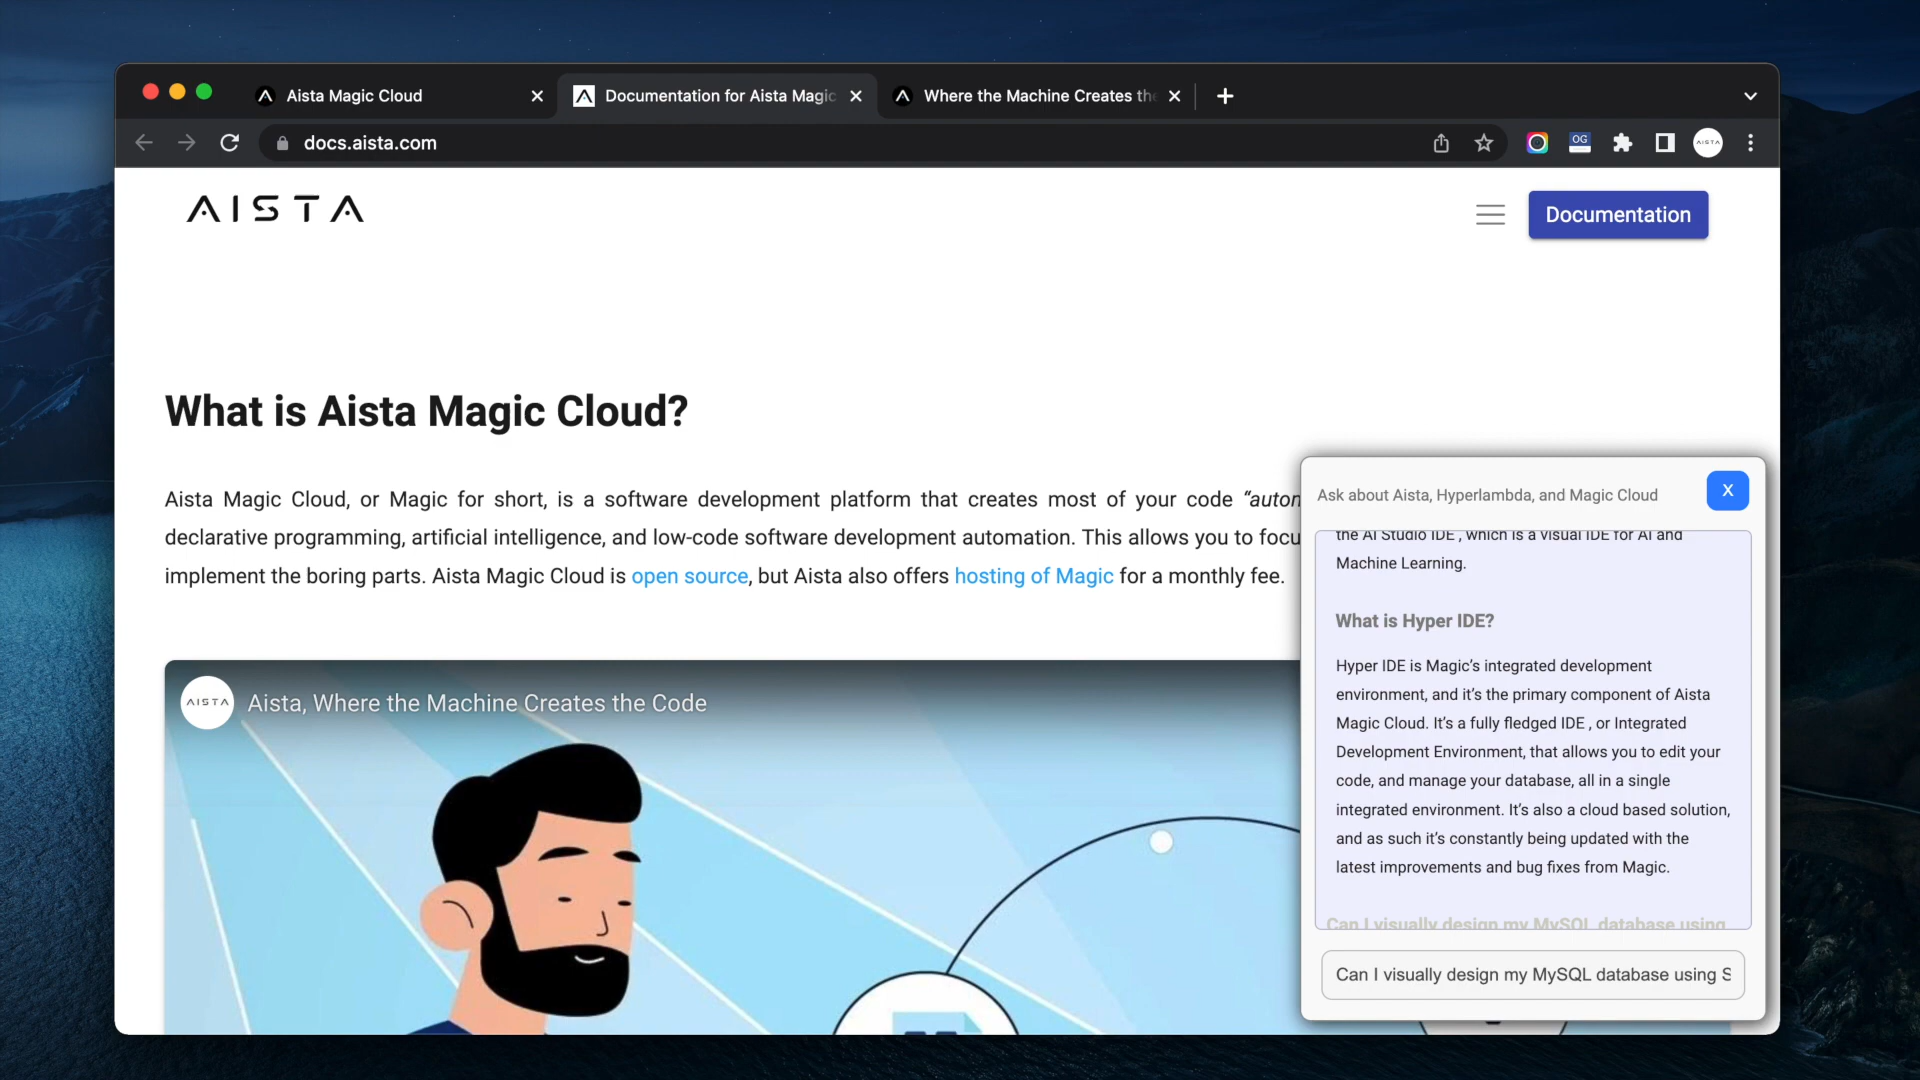 Aista Magic Cloud
Documentation for Aista Magic
Where the Machine Creates the
docs.aista.com
OG
AISTA
AISTA
Documentation
What is Aista Magic Cloud?
Aista Magic Cloud, or Magic for short, is a software development platform that creates most of your code “auton
declarative programming, artificial intelligence, and low-code software development automation. This allows you to focu
implement the boring parts. Aista Magic Cloud is open source, but Aista also offers hosting of Magic for a monthly fee.
AISTA
Aista, Where the Machine Creates the Code
Ask about Aista, Hyperlambda, and Magic Cloud
X
the AI Studio IDE , which is a visual IDE for AI and
Machine Learning.
What is Hyper IDE?
Hyper IDE is Magic’s integrated development
environment, and it’s the primary component of Aista
Magic Cloud. It’s a fully fledged IDE , or Integrated
Development Environment, that allows you to edit your
code, and manage your database, all in a single
integrated environment. It’s also a cloud based solution,
and as such it’s constantly being updated with the
latest improvements and bug fixes from Magic.
Can I visually design my MySQL database using
Can I visually design my MySQL database using S